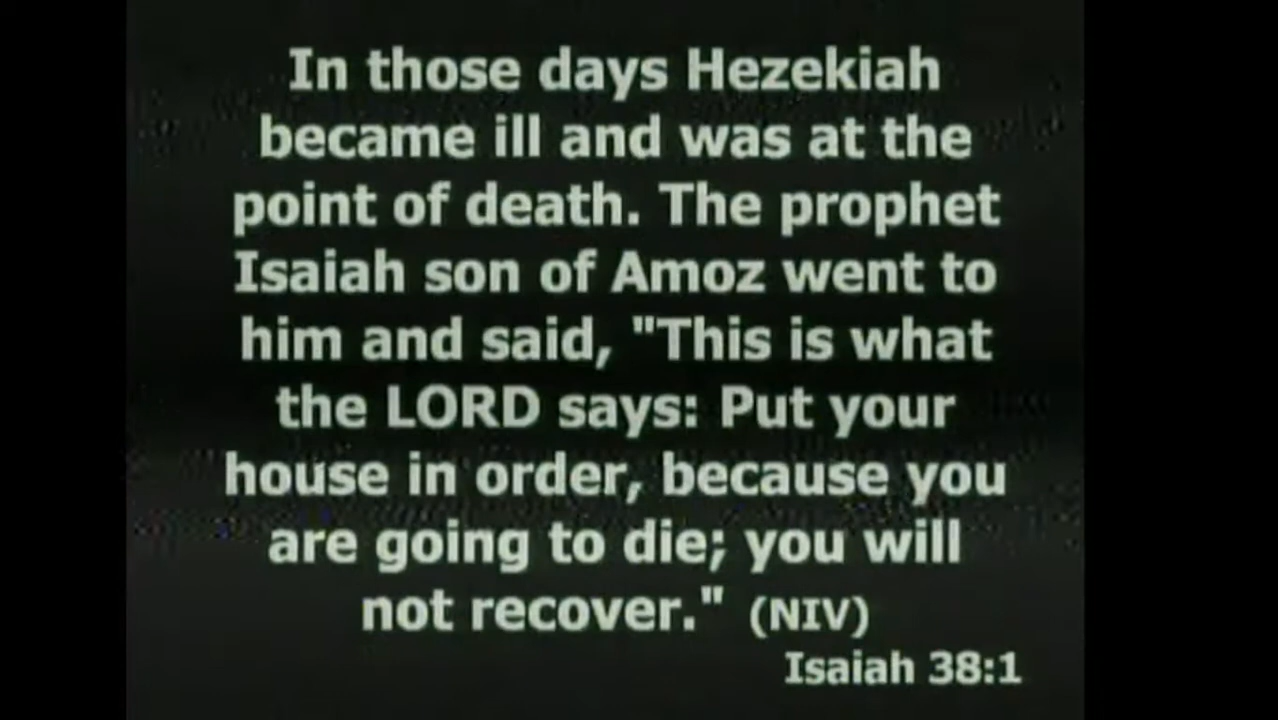 In those days Hezekiah
became ill and was at the
point of death. The prophet
Isaiah son of Amoz went to
him and said, "This is what
the LORD says: Put your
house in order, because you
are going to die; you will
not recover." (NIV)
Isaiah 38:1